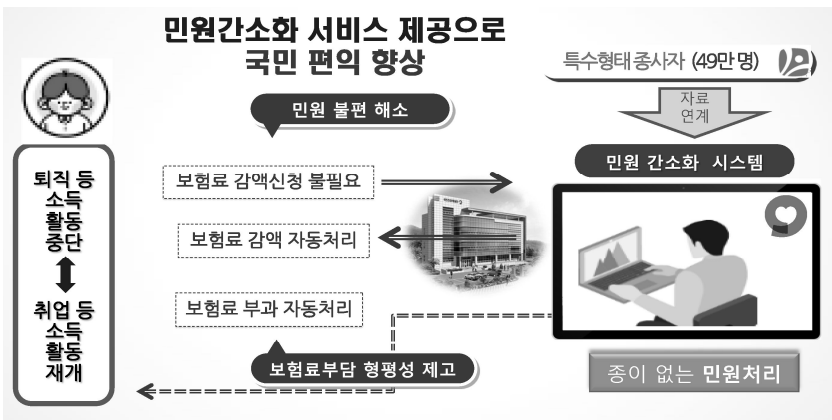 민원간소화 서비스 제공으로
국민 편익 향상
특수형태종사자 (49만 명)
자료
연계
민원 불편 해소
민원 간소화 시스템
퇴직 등
소득
활동
중단
취업 등
소득
활동
재개
보험료 감액신청 불필요
보험료 감액 자동처리
보험료 부과 자동처리
보험료부담 형평성 제고
종이 없는 민원처리